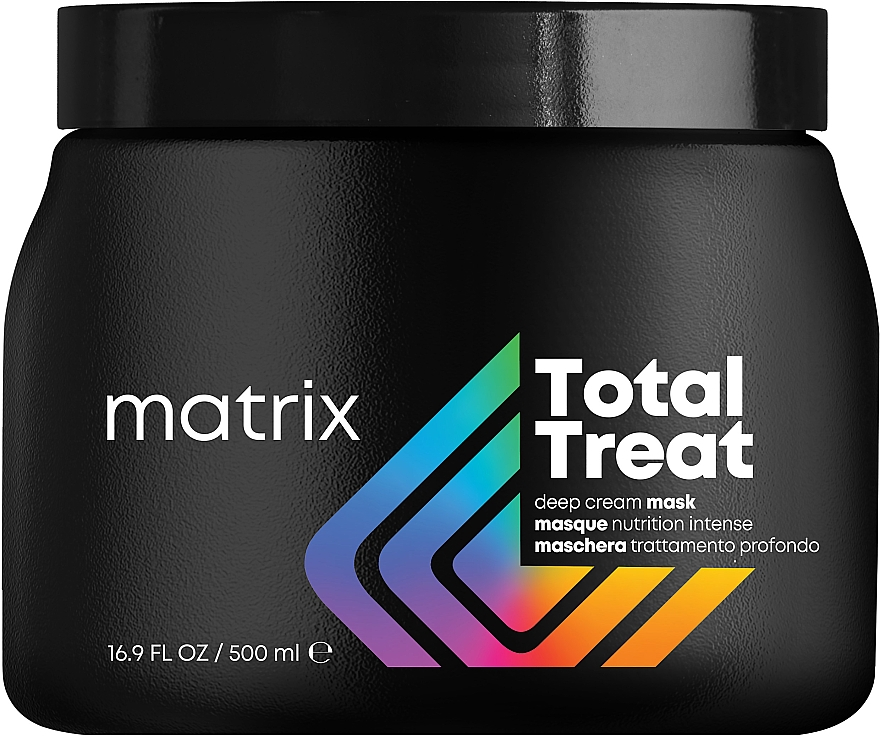 matrix
Total
Treat
deep cream mask
masque nutrition intense
maschera trattamento profondo
16.9 FL OZ / 500 ml ℮